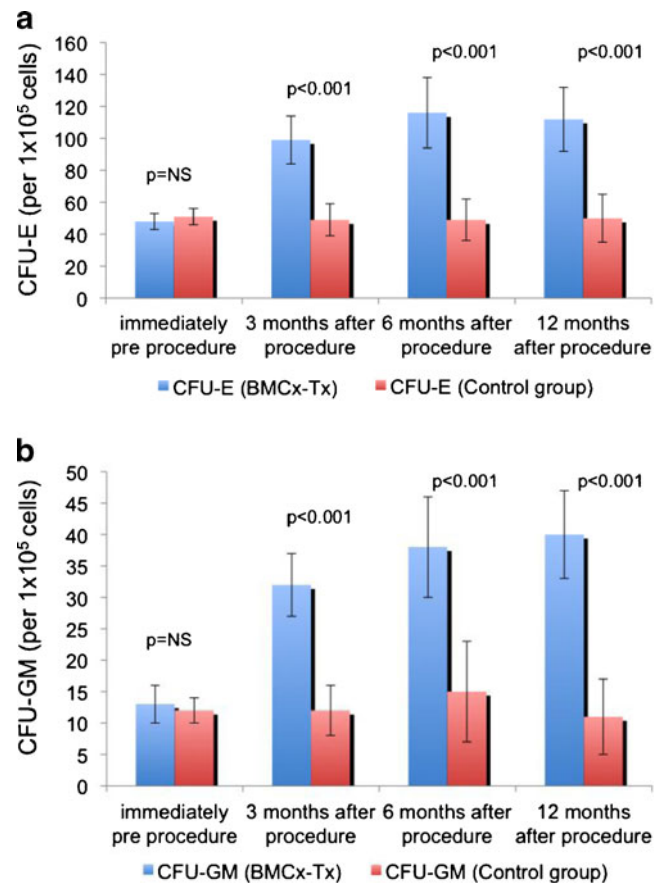 a
CFU-E (per 1x10⁵ cells)
160
140
120
100
80
60
40
20
0
p=NS
p<0.001
p<0.001
p<0.001
immediately pre procedure
3 months after procedure
6 months after procedure
12 months after procedure
CFU-E (BMCx-Tx)
CFU-E (Control group)
b
CFU-GM (per 1x10⁵ cells)
50
45
40
35
30
25
20
15
10
5
0
p=NS
p<0.001
p<0.001
p<0.001
immediately pre procedure
3 months after procedure
6 months after procedure
12 months after procedure
CFU-GM (BMCx-Tx)
CFU-GM (Control group)